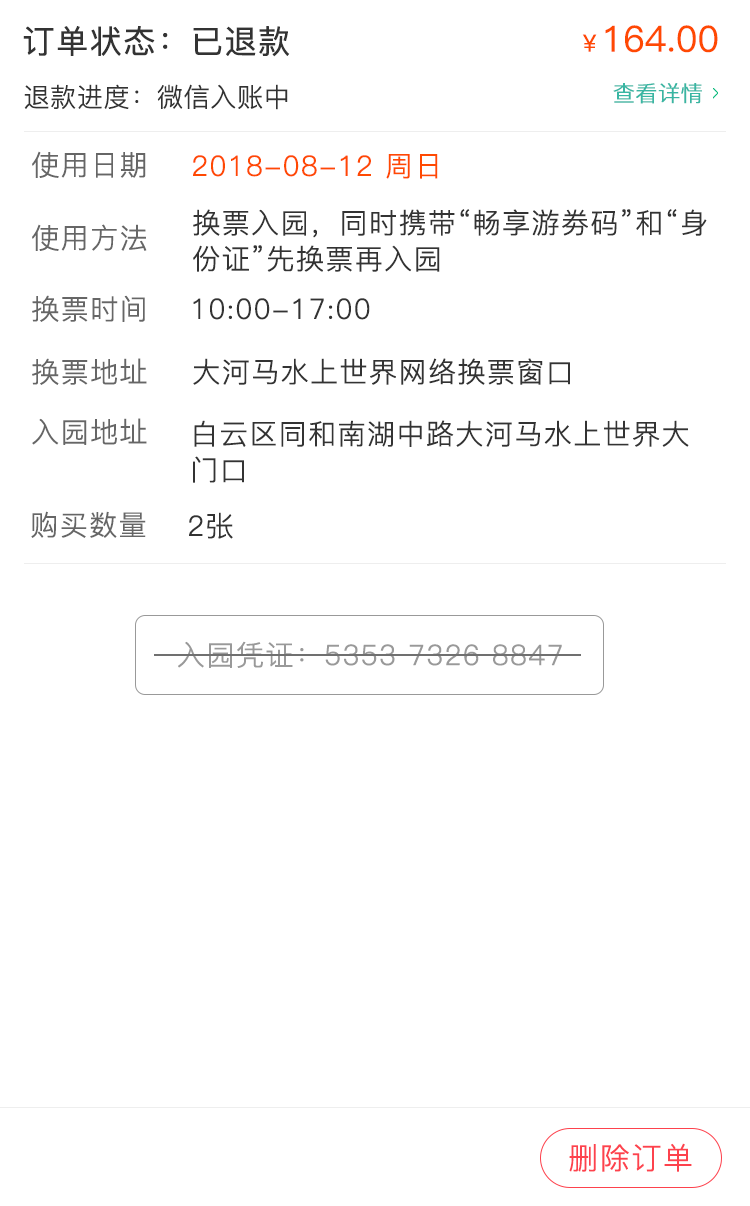 订单状态：已退款 ¥164.00
退款进度：微信入账中 查看详情 >
使用日期 2018-08-12 周日
使用方法 换票入园，同时携带“畅享游券码”和“身
份证”先换票再入园
换票时间 10:00-17:00
换票地址 大河马水上世界网络换票窗口
入园地址 白云区同和南湖中路大河马水上世界大
门口
购买数量 2张
入园凭证：5353 7326 8847
删除订单